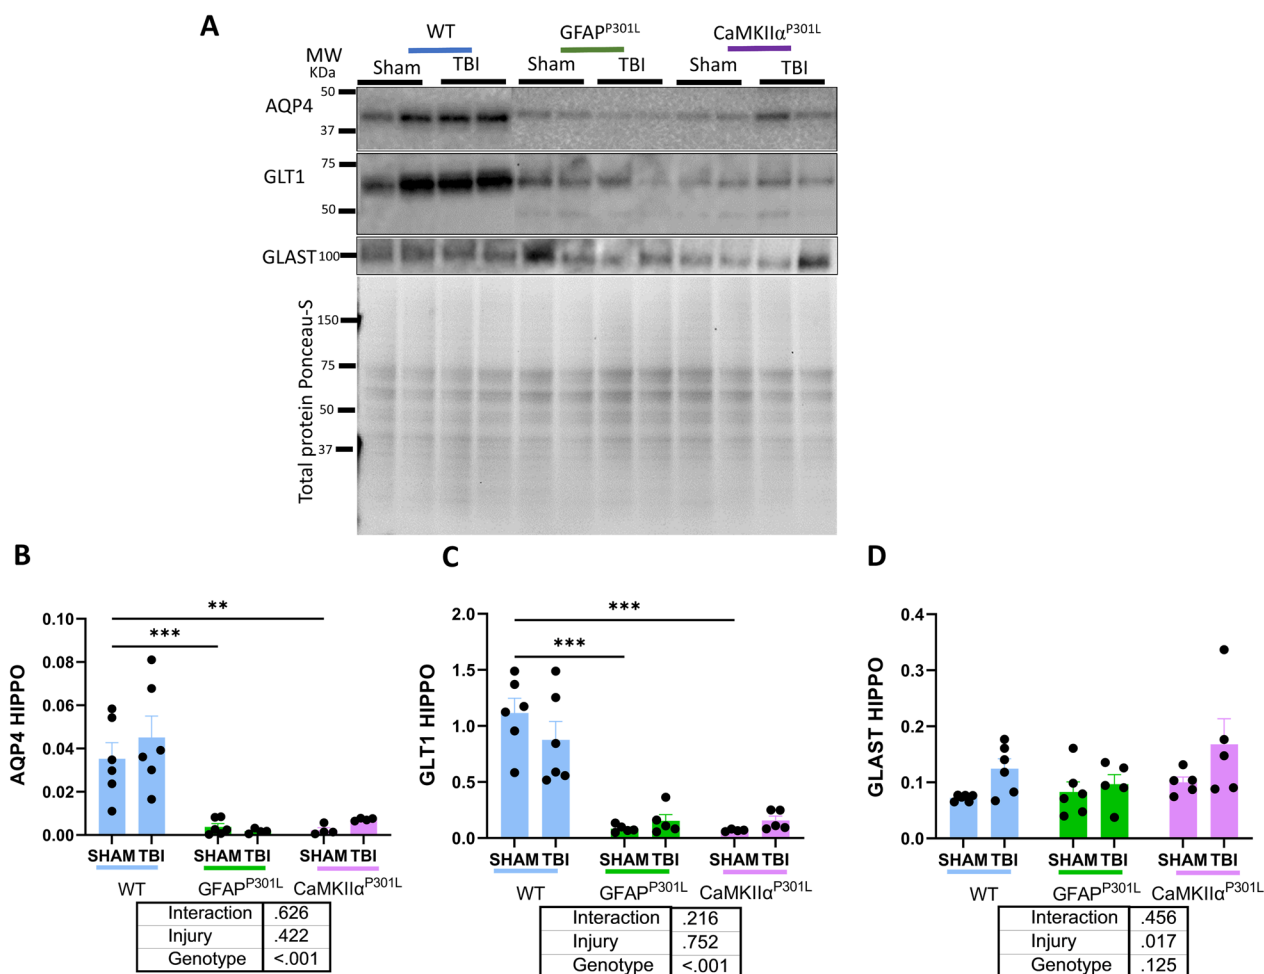 A
WT
GFAPP301L
CaMKIIαP301L
MW
KDa
Sham
TBI
Sham
TBI
Sham
TBI
AQP4
50
37
GLT1
75
50
GLAST
100
Total protein Ponceau-S
150
75
50
37
B
AQP4 HIPPO
0.10
0.08
0.06
0.04
0.02
0.00
**
***
SHAM TBI
SHAM TBI
SHAM TBI
WT
GFAPP301L
CaMKIIαP301L
Interaction .626
Injury .422
Genotype <.001
C
GLT1 HIPPO
2.0
1.5
1.0
0.5
0.0
***
***
SHAM TBI
SHAM TBI
SHAM TBI
WT
GFAPP301L
CaMKIIαP301L
Interaction .216
Injury .752
Genotype <.001
D
GLAST HIPPO
0.4
0.3
0.2
0.1
0.0
SHAM TBI
SHAM TBI
SHAM TBI
WT
GFAPP301L
CaMKIIαP301L
Interaction .456
Injury .017
Genotype .125